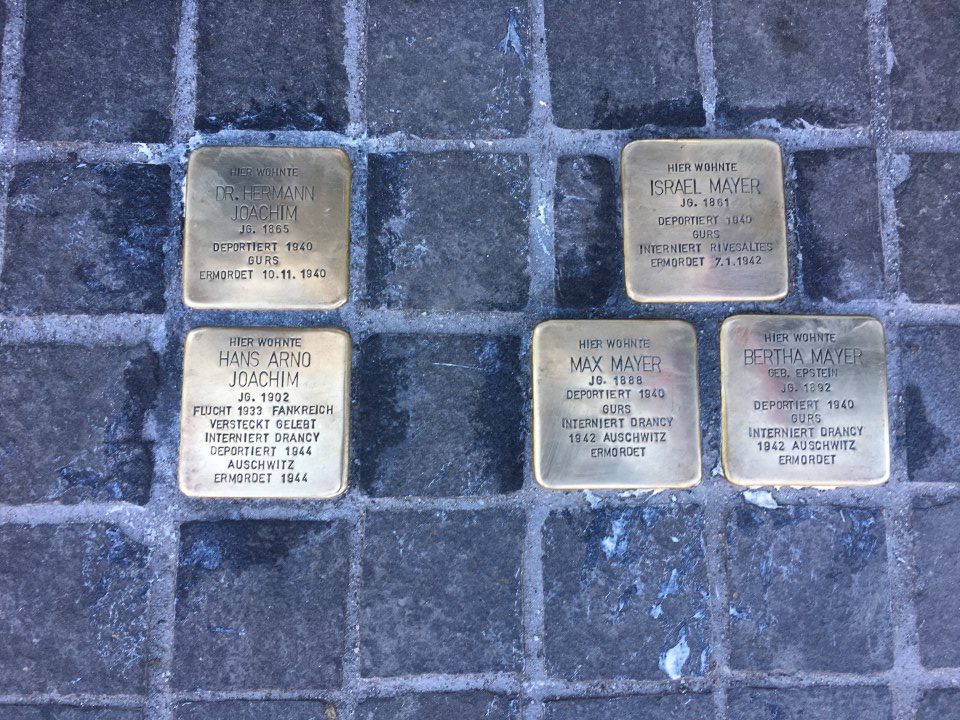 HIER WOHNTE
DR. HERMANN
JOACHIM
JG. 1865
DEPORTIERT 1940
GURS
ERMORDET 10.11.1940
HIER WOHNTE
ISRAEL MAYER
JG. 1861
DEPORTIERT 1940
GURS
INTERNIERT RIVESALTES
ERMORDET 7.1.1942
HIER WOHNTE
HANS ARNO
JOACHIM
JG. 1902
FLUCHT 1933 FANKREICH
VERSTECKT GELEBT
INTERNIERT DRANCY
DEPORTIERT 1944
AUSCHWITZ
ERMORDET 1944
HIER WOHNTE
MAX MAYER
JG. 1888
DEPORTIERT 1940
GURS
INTERNIERT DRANCY
1942 AUSCHWITZ
ERMORDET
HIER WOHNTE
BERTHA MAYER
GEB. EPSTEIN
JG. 1892
DEPORTIERT 1940
GURS
INTERNIERT DRANCY
1942 AUSCHWITZ
ERMORDET